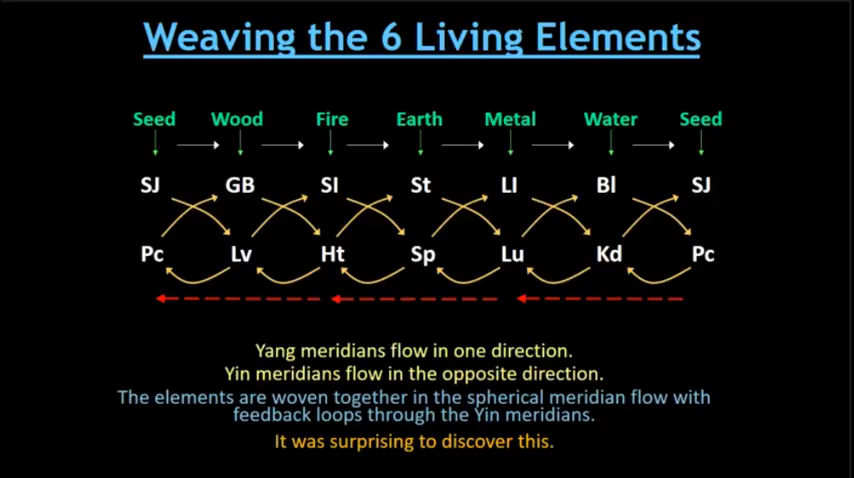 Weaving the 6 Living Elements
Seed Wood Fire Earth Metal Water Seed
SJ GB SI St LI Bl SJ
Pc Lv Ht Sp Lu Kd Pc
Yang meridians flow in one direction.
Yin meridians flow in the opposite direction.
The elements are woven together in the spherical meridian flow with
feedback loops through the Yin meridians.
It was surprising to discover this.